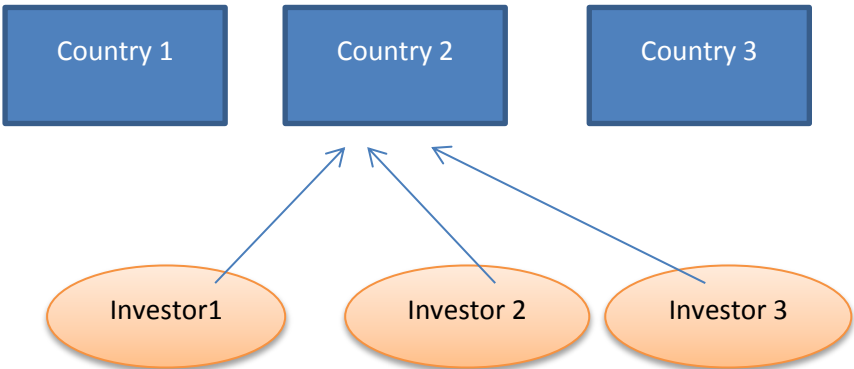 Country 1
Country 2
Country 3
Investor1
Investor 2
Investor 3